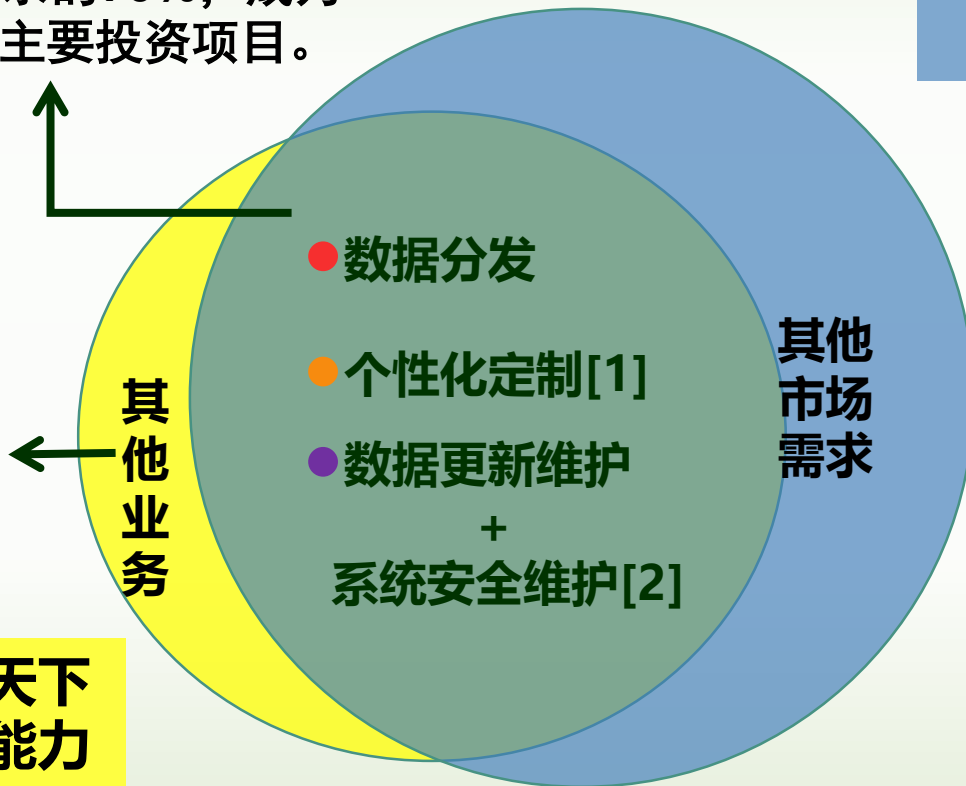 主要投资项目。
数据分发
个性化定制[1]
数据更新维护
+
系统安全维护[2]
其他
市场
需求
其
他
业
务
天下
能力